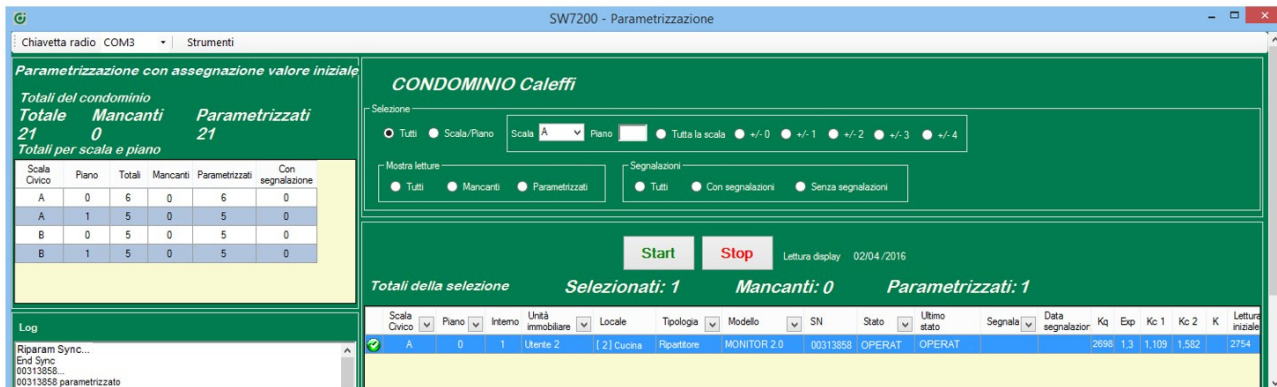 SW7200 - Parametrizzazione
Chiavetta radio COM3 Strumenti
Parametrizzazione con assegnazione valore iniziale
Totali del condominio
Totale Mancanti Parametrizzati
21 0 21
Totali per scala e piano
Scala Civico Piano Totali Mancanti Parametrizzati Con segnalazione
A 0 6 0 6 0
A 1 5 0 5 0
B 0 5 0 5 0
B 1 5 0 5 0
Log
Riparam Sync...
End Sync
00313858...
00313858 parametrizzato
CONDOMINIO Caleffi
Selezione
Tutti Scala/Piano Scala A Piano Tutta la scala +/- 0 +/- 1 +/- 2 +/- 3 +/- 4
Mostra letture
Tutti Mancanti Parametrizzati
Segnalazioni
Tutti Con segnalazioni Senza segnalazioni
Start Stop Lettura display 02/04/2016
Totali della selezione Selezionati: 1 Mancanti: 0 Parametrizzati: 1
Scala Civico Piano Interno Unità immobiliare Locale Tipologia Modello SN Stato Ultimo stato Segnala Data segnalazior Kq Exp Kc 1 Kc 2 K Lettura iniziale
A 0 1 Utente 2 [ 2] Cucina Ripartitore MONITOR 2.0 00313858 OPERAT OPERAT 2698 1,3 1,109 1,582 2754